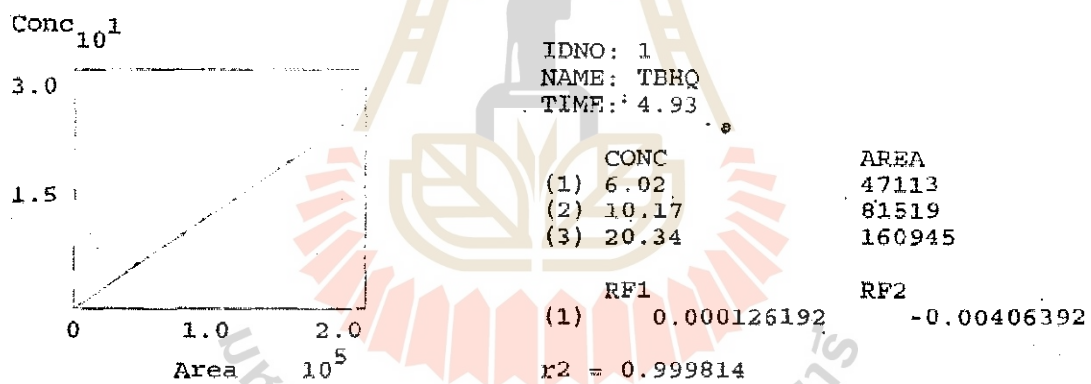 Conc 10^1
3.0
1.5
0 1.0 2.0
Area 10^5
IDNO: 1
NAME: TBHQ
TIME: 4.93
CONC AREA
(1) 6.02 47113
(2) 10.17 81519
(3) 20.34 160945
RF1 RF2
(1) 0.000126192 -0.00406392
r2 = 0.999814